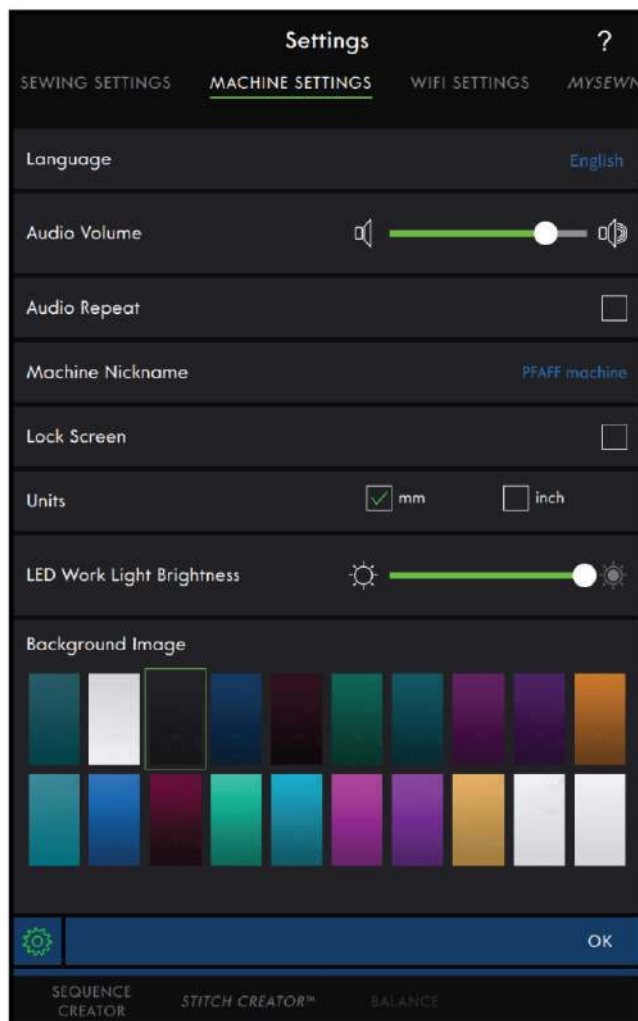 Settings ?
SEWING SETTINGS MACHINE SETTINGS WIFI SETTINGS MYSEWN
Language English
Audio Volume
Audio Repeat
Machine Nickname PFAFF machine
Lock Screen
Units mm inch
LED Work Light Brightness
Background Image
OK
SEQUENCE
CREATOR STITCH CREATOR™ BALANCE